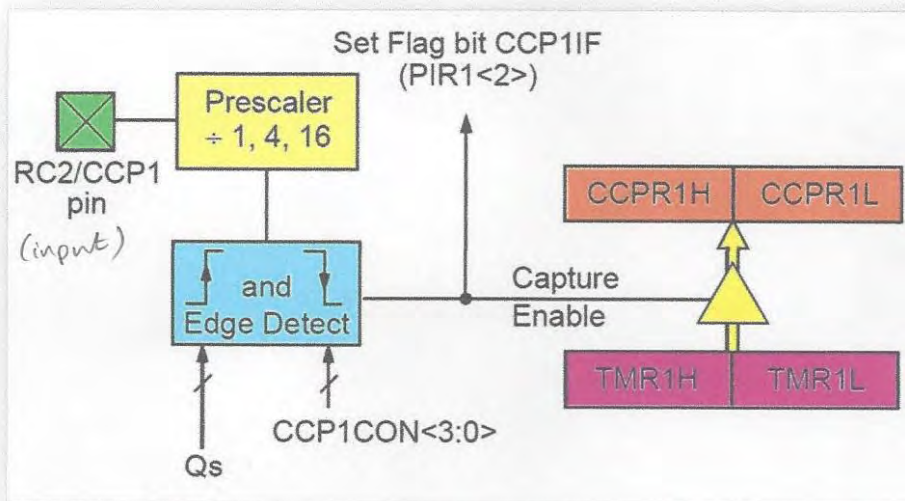 Set Flag bit CCP1IF
(PIR1<2>)
Prescaler
÷ 1, 4, 16
RC2/CCP1
pin
(input)
CCPR1H CCPR1L
and
Edge Detect
Capture
Enable
TMR1H TMR1L
CCP1CON<3:0>
Qs